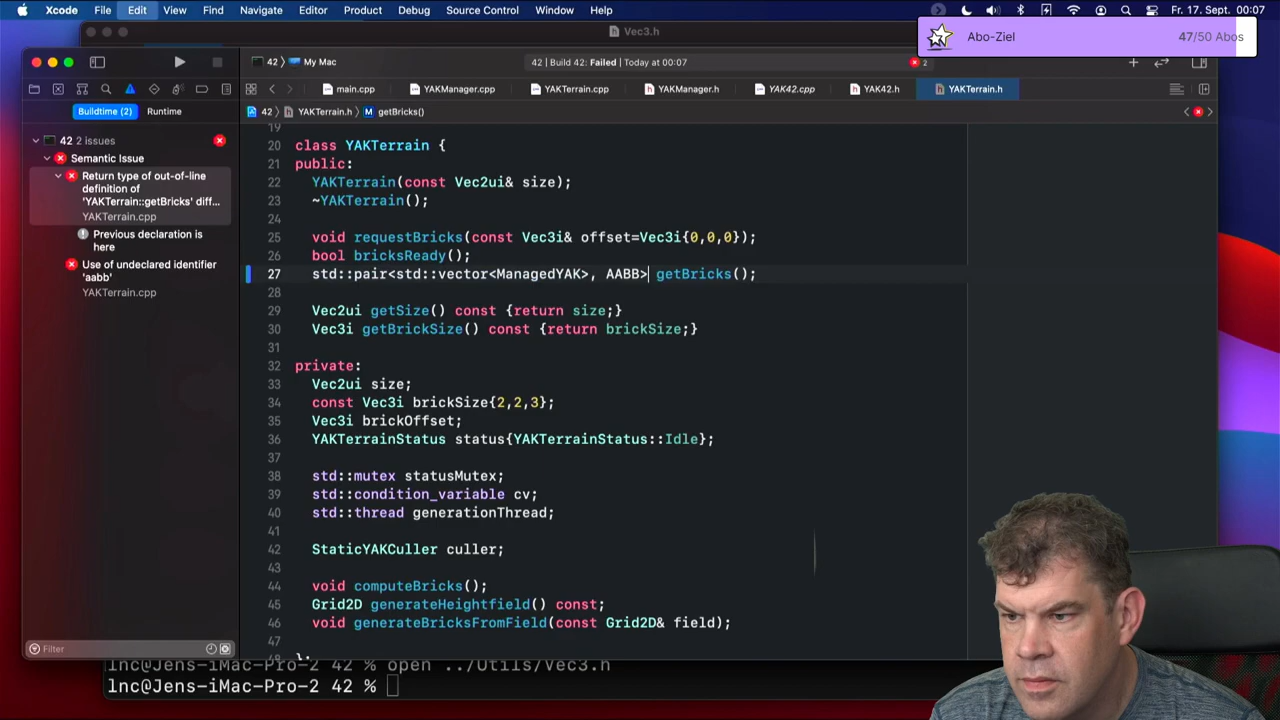 Xcode File Edit View Find Navigate Editor Product Debug Source Control Window Help Fr. 17. Sept. 00:07
Vec3.h
Abo-Ziel 47/50 Abos
42 My Mac 42 | Build 42: Failed | Today at 00:07 2
main.cpp YAKManager.cpp YAKTerrain.cpp YAKManager.h YAK42.cpp YAK42.h YAKTerrain.h
Buildtime (2) Runtime
42 YAKTerrain.h M getBricks()
42 2 issues
Semantic Issue
Return type of out-of-line
definition of
'YAKTerrain::getBricks' diff...
YAKTerrain.cpp
Previous declaration is
here
Use of undeclared identifier
'aabb'
YAKTerrain.cpp
Filter
19
20 class YAKTerrain {
21 public:
22 YAKTerrain(const Vec2ui& size);
23 ~YAKTerrain();
24
25 void requestBricks(const Vec3i& offset=Vec3i{0,0,0});
26 bool bricksReady();
27 std::pair<std::vector<ManagedYAK>, AABB> getBricks();
28
29 Vec2ui getSize() const {return size;}
30 Vec3i getBrickSize() const {return brickSize;}
31
32 private:
33 Vec2ui size;
34 const Vec3i brickSize{2,2,3};
35 Vec3i brickOffset;
36 YAKTerrainStatus status{YAKTerrainStatus::Idle};
37
38 std::mutex statusMutex;
39 std::condition_variable cv;
40 std::thread generationThread;
41
42 StaticYAKCuller culler;
43
44 void computeBricks();
45 Grid2D generateHeightfield() const;
46 void generateBricksFromField(const Grid2D& field);
47
48 };
lnc@Jens-iMac-Pro-2 42 % open ../Utils/Vec3.h
lnc@Jens-iMac-Pro-2 42 %